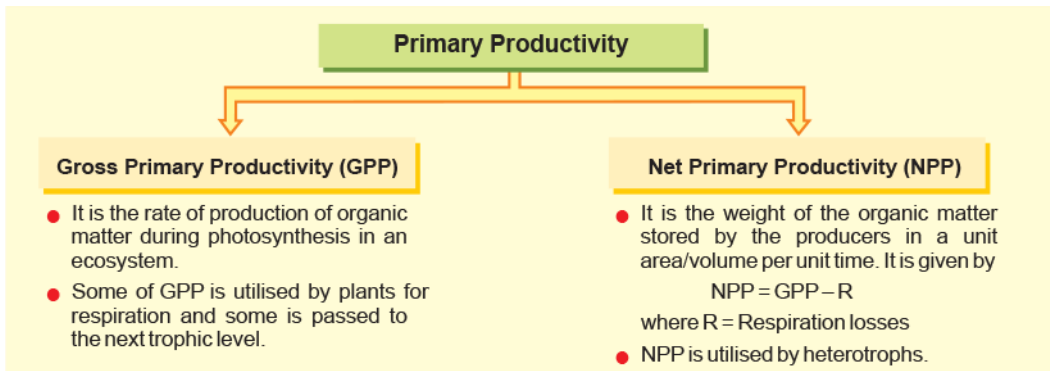 Primary Productivity
Gross Primary Productivity (GPP)
● It is the rate of production of organic
matter during photosynthesis in an
ecosystem.
● Some of GPP is utilised by plants for
respiration and some is passed to
the next trophic level.
Net Primary Productivity (NPP)
● It is the weight of the organic matter
stored by the producers in a unit
area/volume per unit time. It is given by
NPP = GPP – R
where R = Respiration losses
● NPP is utilised by heterotrophs.